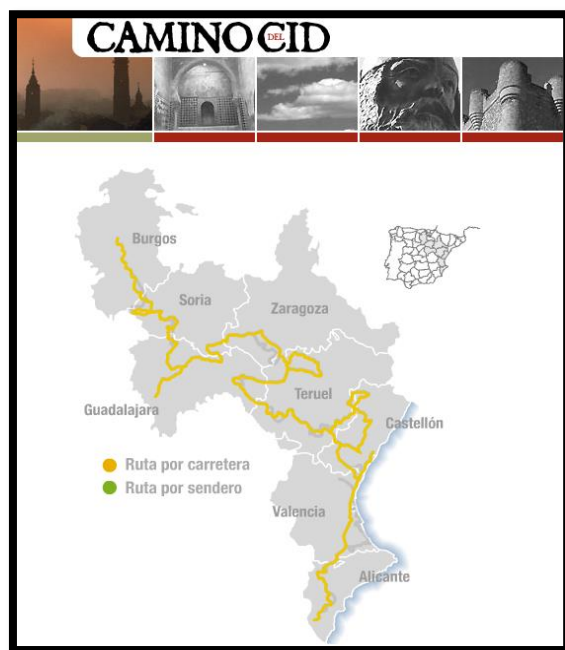 CAMINO DEL CID
Burgos
Soria
Zaragoza
Teruel
Guadalajara
Castellón
Ruta por carretera
Ruta por sendero
Valencia
Alicante